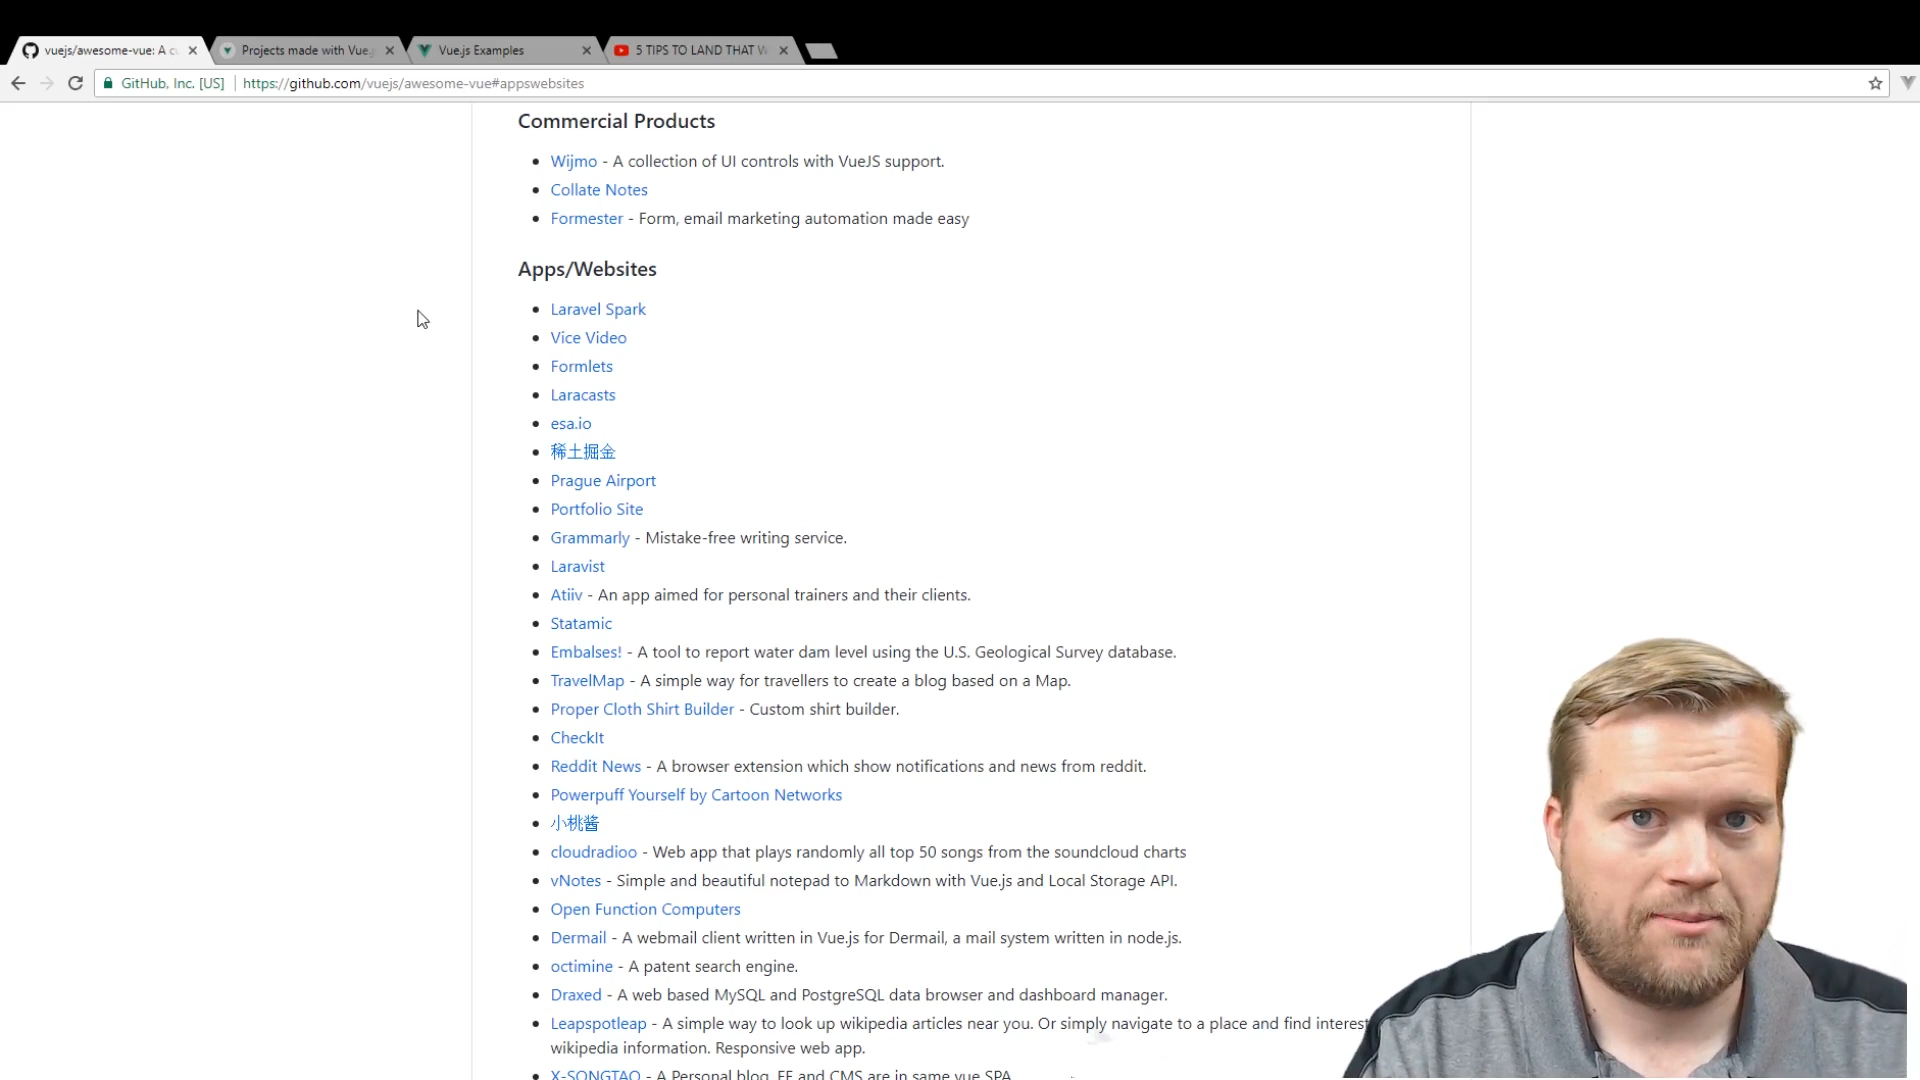 vuejs/awesome-vue: A cu
Projects made with Vue.j
Vue.js Examples
5 TIPS TO LAND THAT W
GitHub, Inc. [US]
https://github.com/vuejs/awesome-vue#appswebsites
Commercial Products
Wijmo - A collection of UI controls with VueJS support.
Collate Notes
Formester - Form, email marketing automation made easy
Apps/Websites
Laravel Spark
Vice Video
Formlets
Laracasts
esa.io
稀土掘金
Prague Airport
Portfolio Site
Grammarly - Mistake-free writing service.
Laravist
Atiiv - An app aimed for personal trainers and their clients.
Statamic
Embalses! - A tool to report water dam level using the U.S. Geological Survey database.
TravelMap - A simple way for travellers to create a blog based on a Map.
Proper Cloth Shirt Builder - Custom shirt builder.
CheckIt
Reddit News - A browser extension which show notifications and news from reddit.
Powerpuff Yourself by Cartoon Networks
小桃酱
cloudradioo - Web app that plays randomly all top 50 songs from the soundcloud charts
vNotes - Simple and beautiful notepad to Markdown with Vue.js and Local Storage API.
Open Function Computers
Dermail - A webmail client written in Vue.js for Dermail, a mail system written in node.js.
octimine - A patent search engine.
Draxed - A web based MySQL and PostgreSQL data browser and dashboard manager.
Leapspotleap - A simple way to look up wikipedia articles near you. Or simply navigate to a place and find interest
wikipedia information. Responsive web app.
X-SONGTAO - A Personal blog, FE and CMS are in same vue SPA